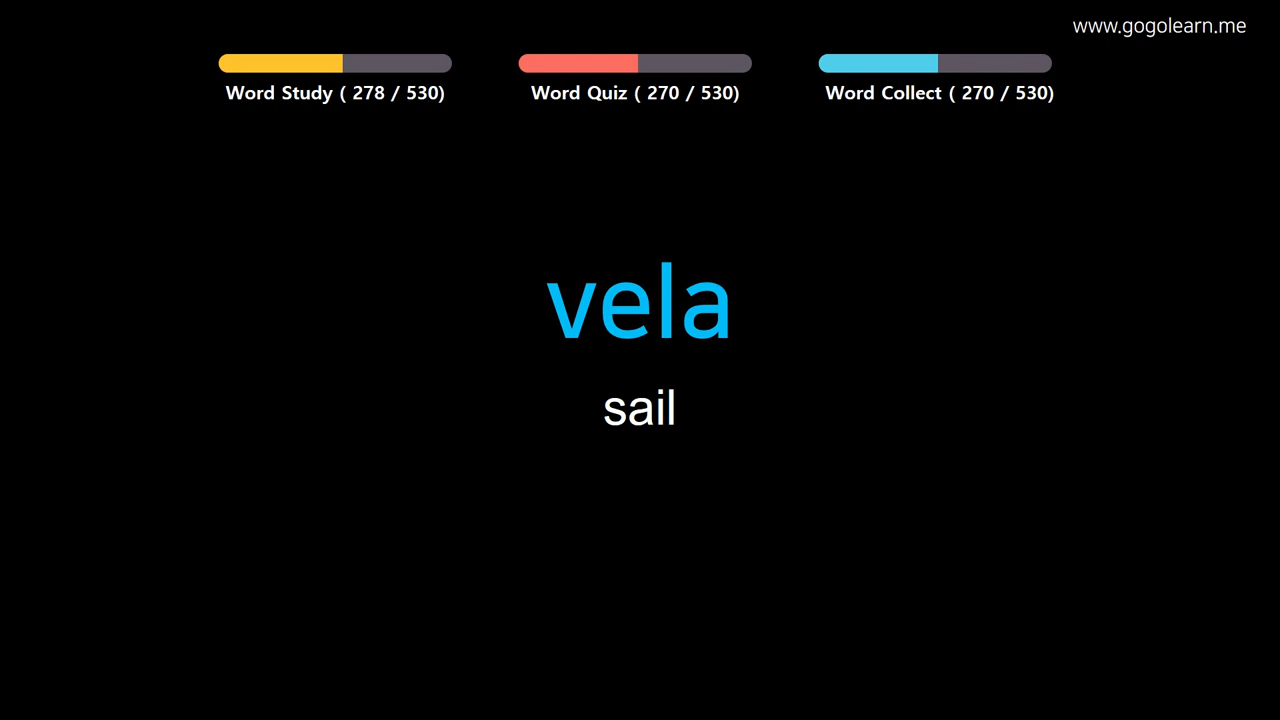 www.gogolearn.me
Word Study ( 278 / 530)
Word Quiz ( 270 / 530)
Word Collect ( 270 / 530)
vela
sail